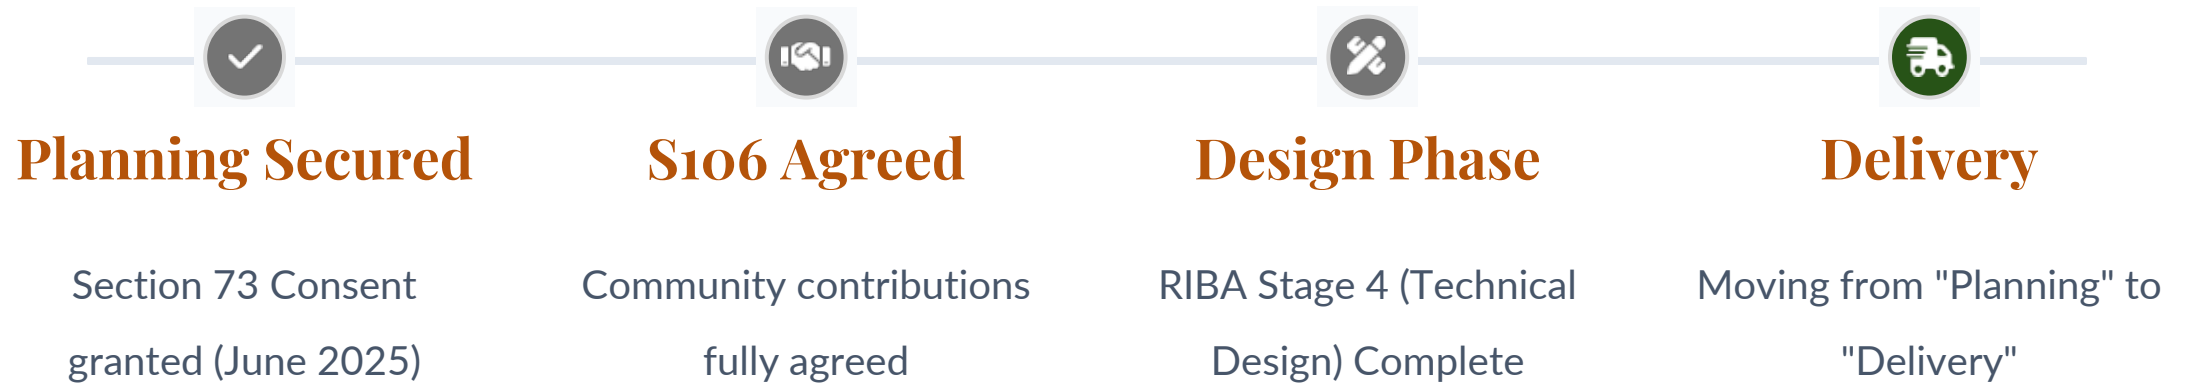 Planning Secured
Section 73 Consent
granted (June 2025)
S106 Agreed
Community contributions
fully agreed
Design Phase
RIBA Stage 4 (Technical
Design) Complete
Delivery
Moving from "Planning" to
"Delivery"